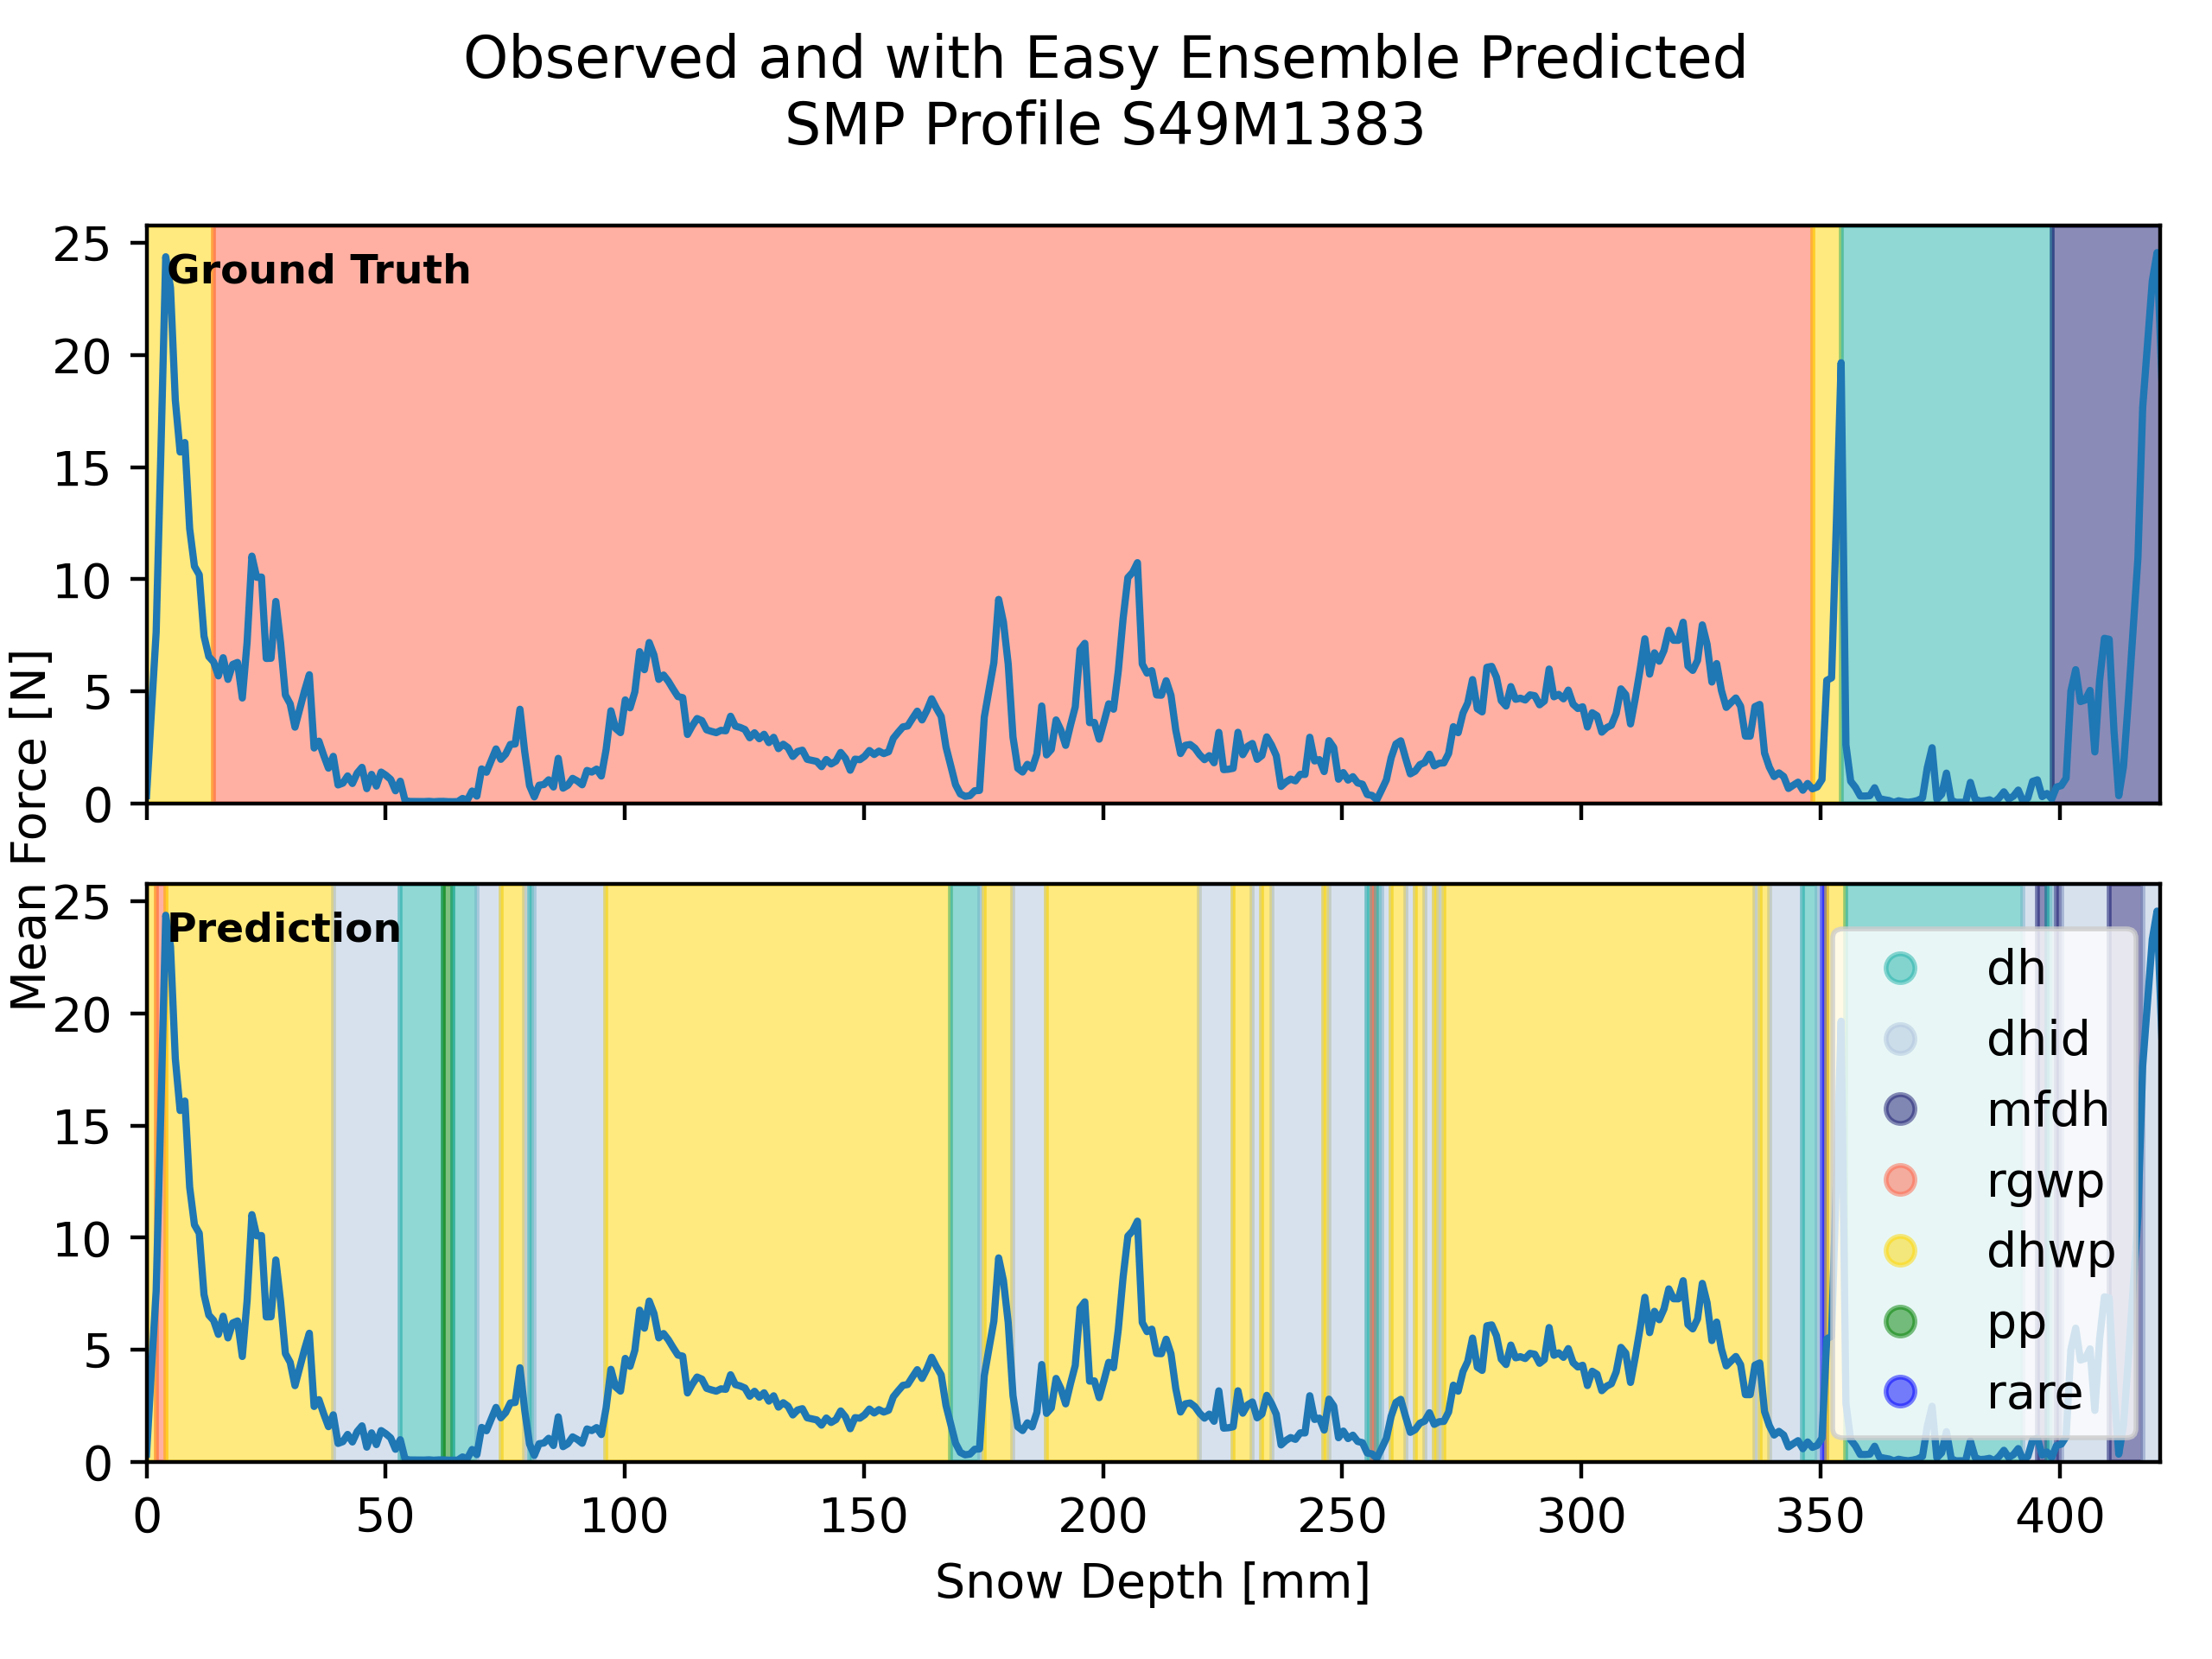 Observed and with Easy Ensemble Predicted
SMP Profile S49M1383
Mean Force [N]
25
20
15
10
5
0
Ground Truth
25
20
15
10
5
0
Prediction
dh
dhid
mfdh
rgwp
dhwp
pp
rare
0 50 100 150 200 250 300 350 400
Snow Depth [mm]